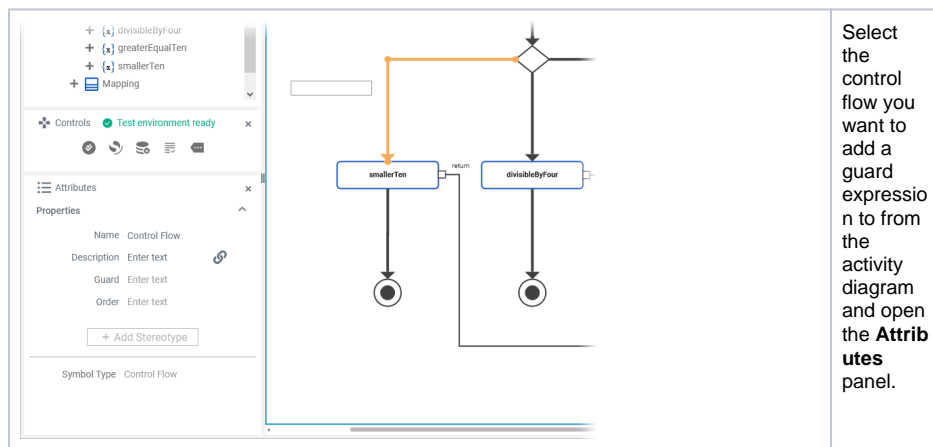 {x} divisibleByFour
{x} greaterEqualTen
{x} smallerTen
Mapping
Controls Test environment ready ×
Attributes ×
Properties
Name Control Flow
Description Enter text
Guard Enter text
Order Enter text
+ Add Stereotype
Symbol Type Control Flow
smallerTen
return
divisibleByFour
Select
the
control
flow you
want to
add a
guard
expressio
n to from
the
activity
diagram
and open
the Attrib
utes
panel.